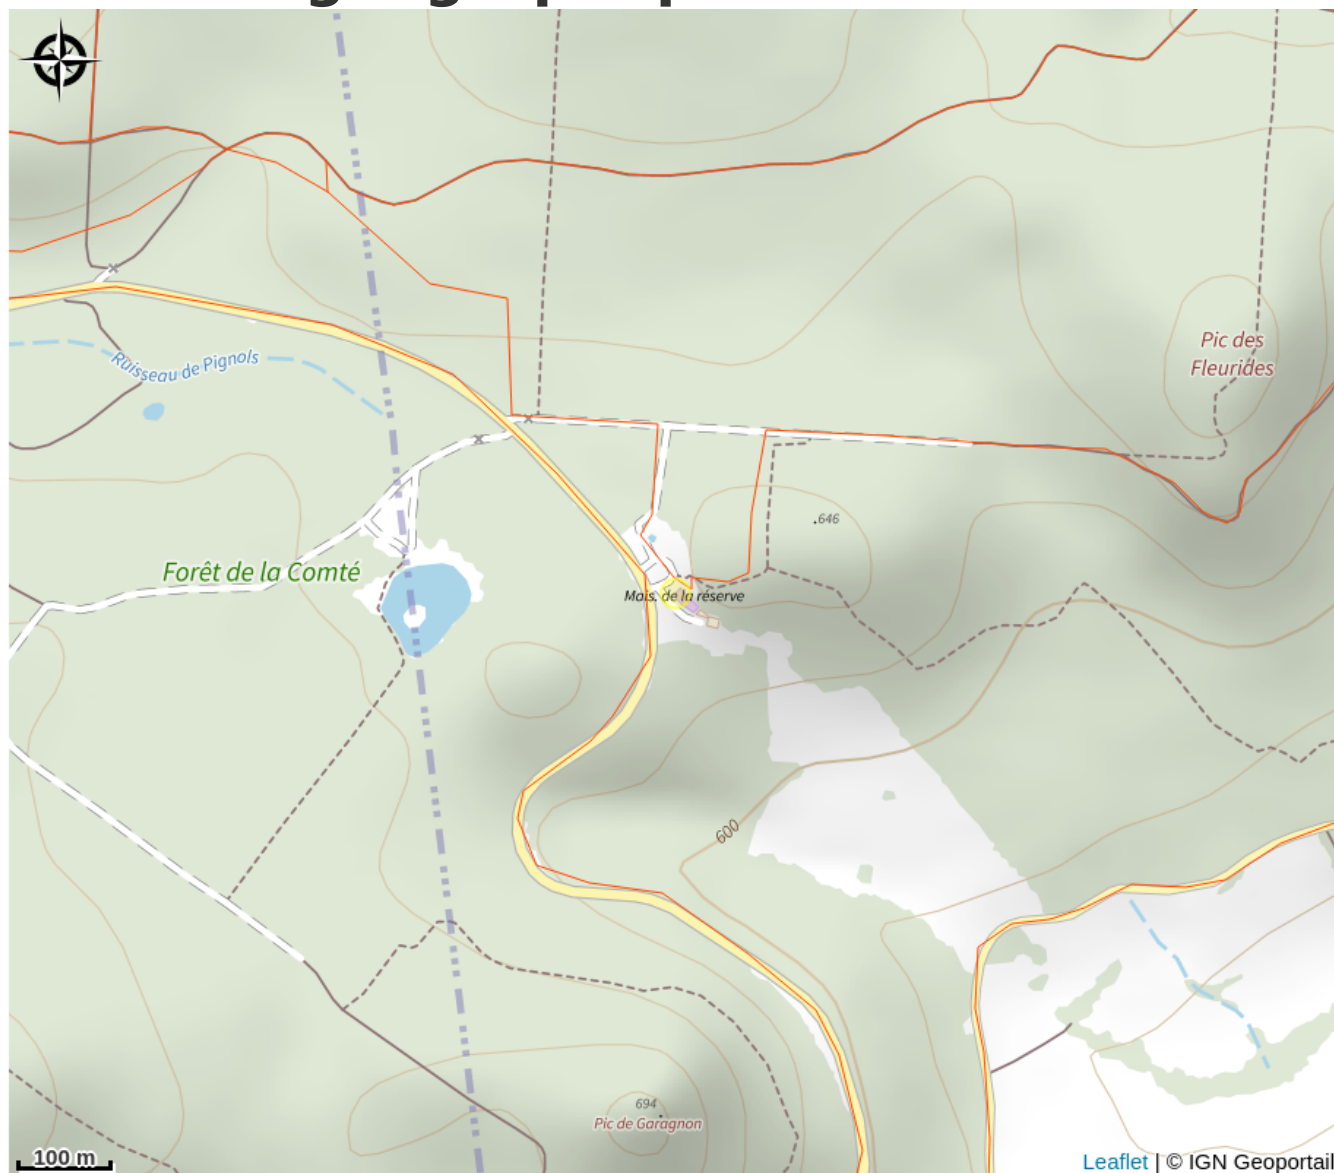 Ruisseau de Pignols
Pic des
Fleurides
646
Forêt de la Comté
Mais. de la réserve
600
694
Pic de Garagnon
100 m
Leaflet | © IGN Geoportail